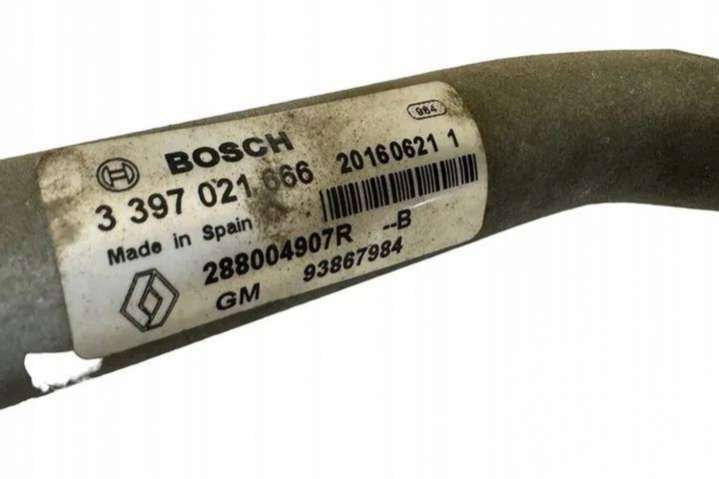 964
BOSCH
3 397 021 666 20160621 1
Made in Spain
288004907R --B
GM 93867984